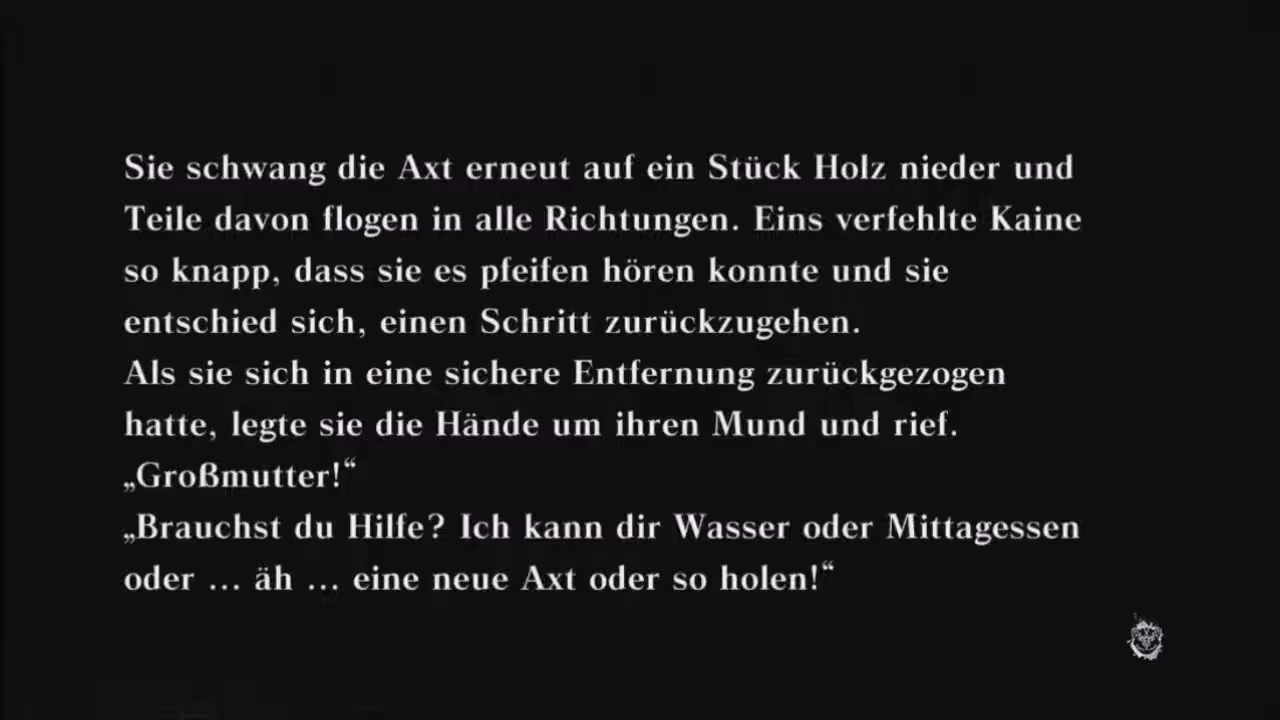 Sie schwang die Axt erneut auf ein Stück Holz nieder und
Teile davon flogen in alle Richtungen. Eins verfehlte Kaine
so knapp, dass sie es pfeifen hören konnte und sie
entschied sich, einen Schritt zurückzugehen.
Als sie sich in eine sichere Entfernung zurückgezogen
hatte, legte sie die Hände um ihren Mund und rief.
„Großmutter!“
„Brauchst du Hilfe? Ich kann dir Wasser oder Mittagessen
oder ... äh ... eine neue Axt oder so holen!“